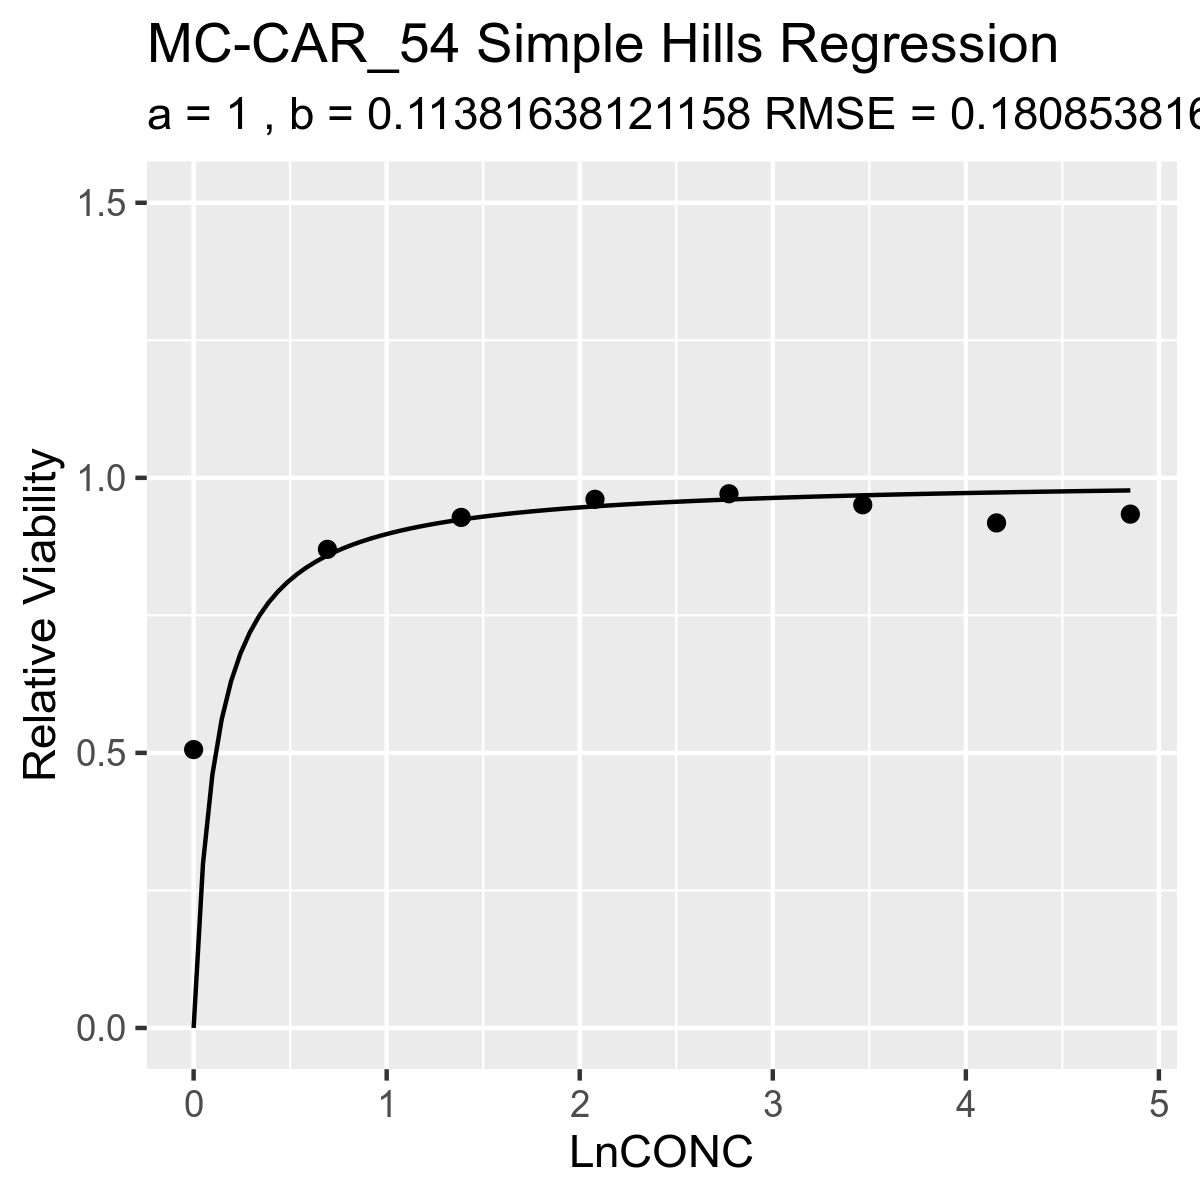 MC-CAR_54 Simple Hills Regression
a = 1 , b = 0.11381638121158 RMSE = 0.180853816
1.5
1.0
0.5
0.0
Relative Viability
0 1 2 3 4 5
LnCONC